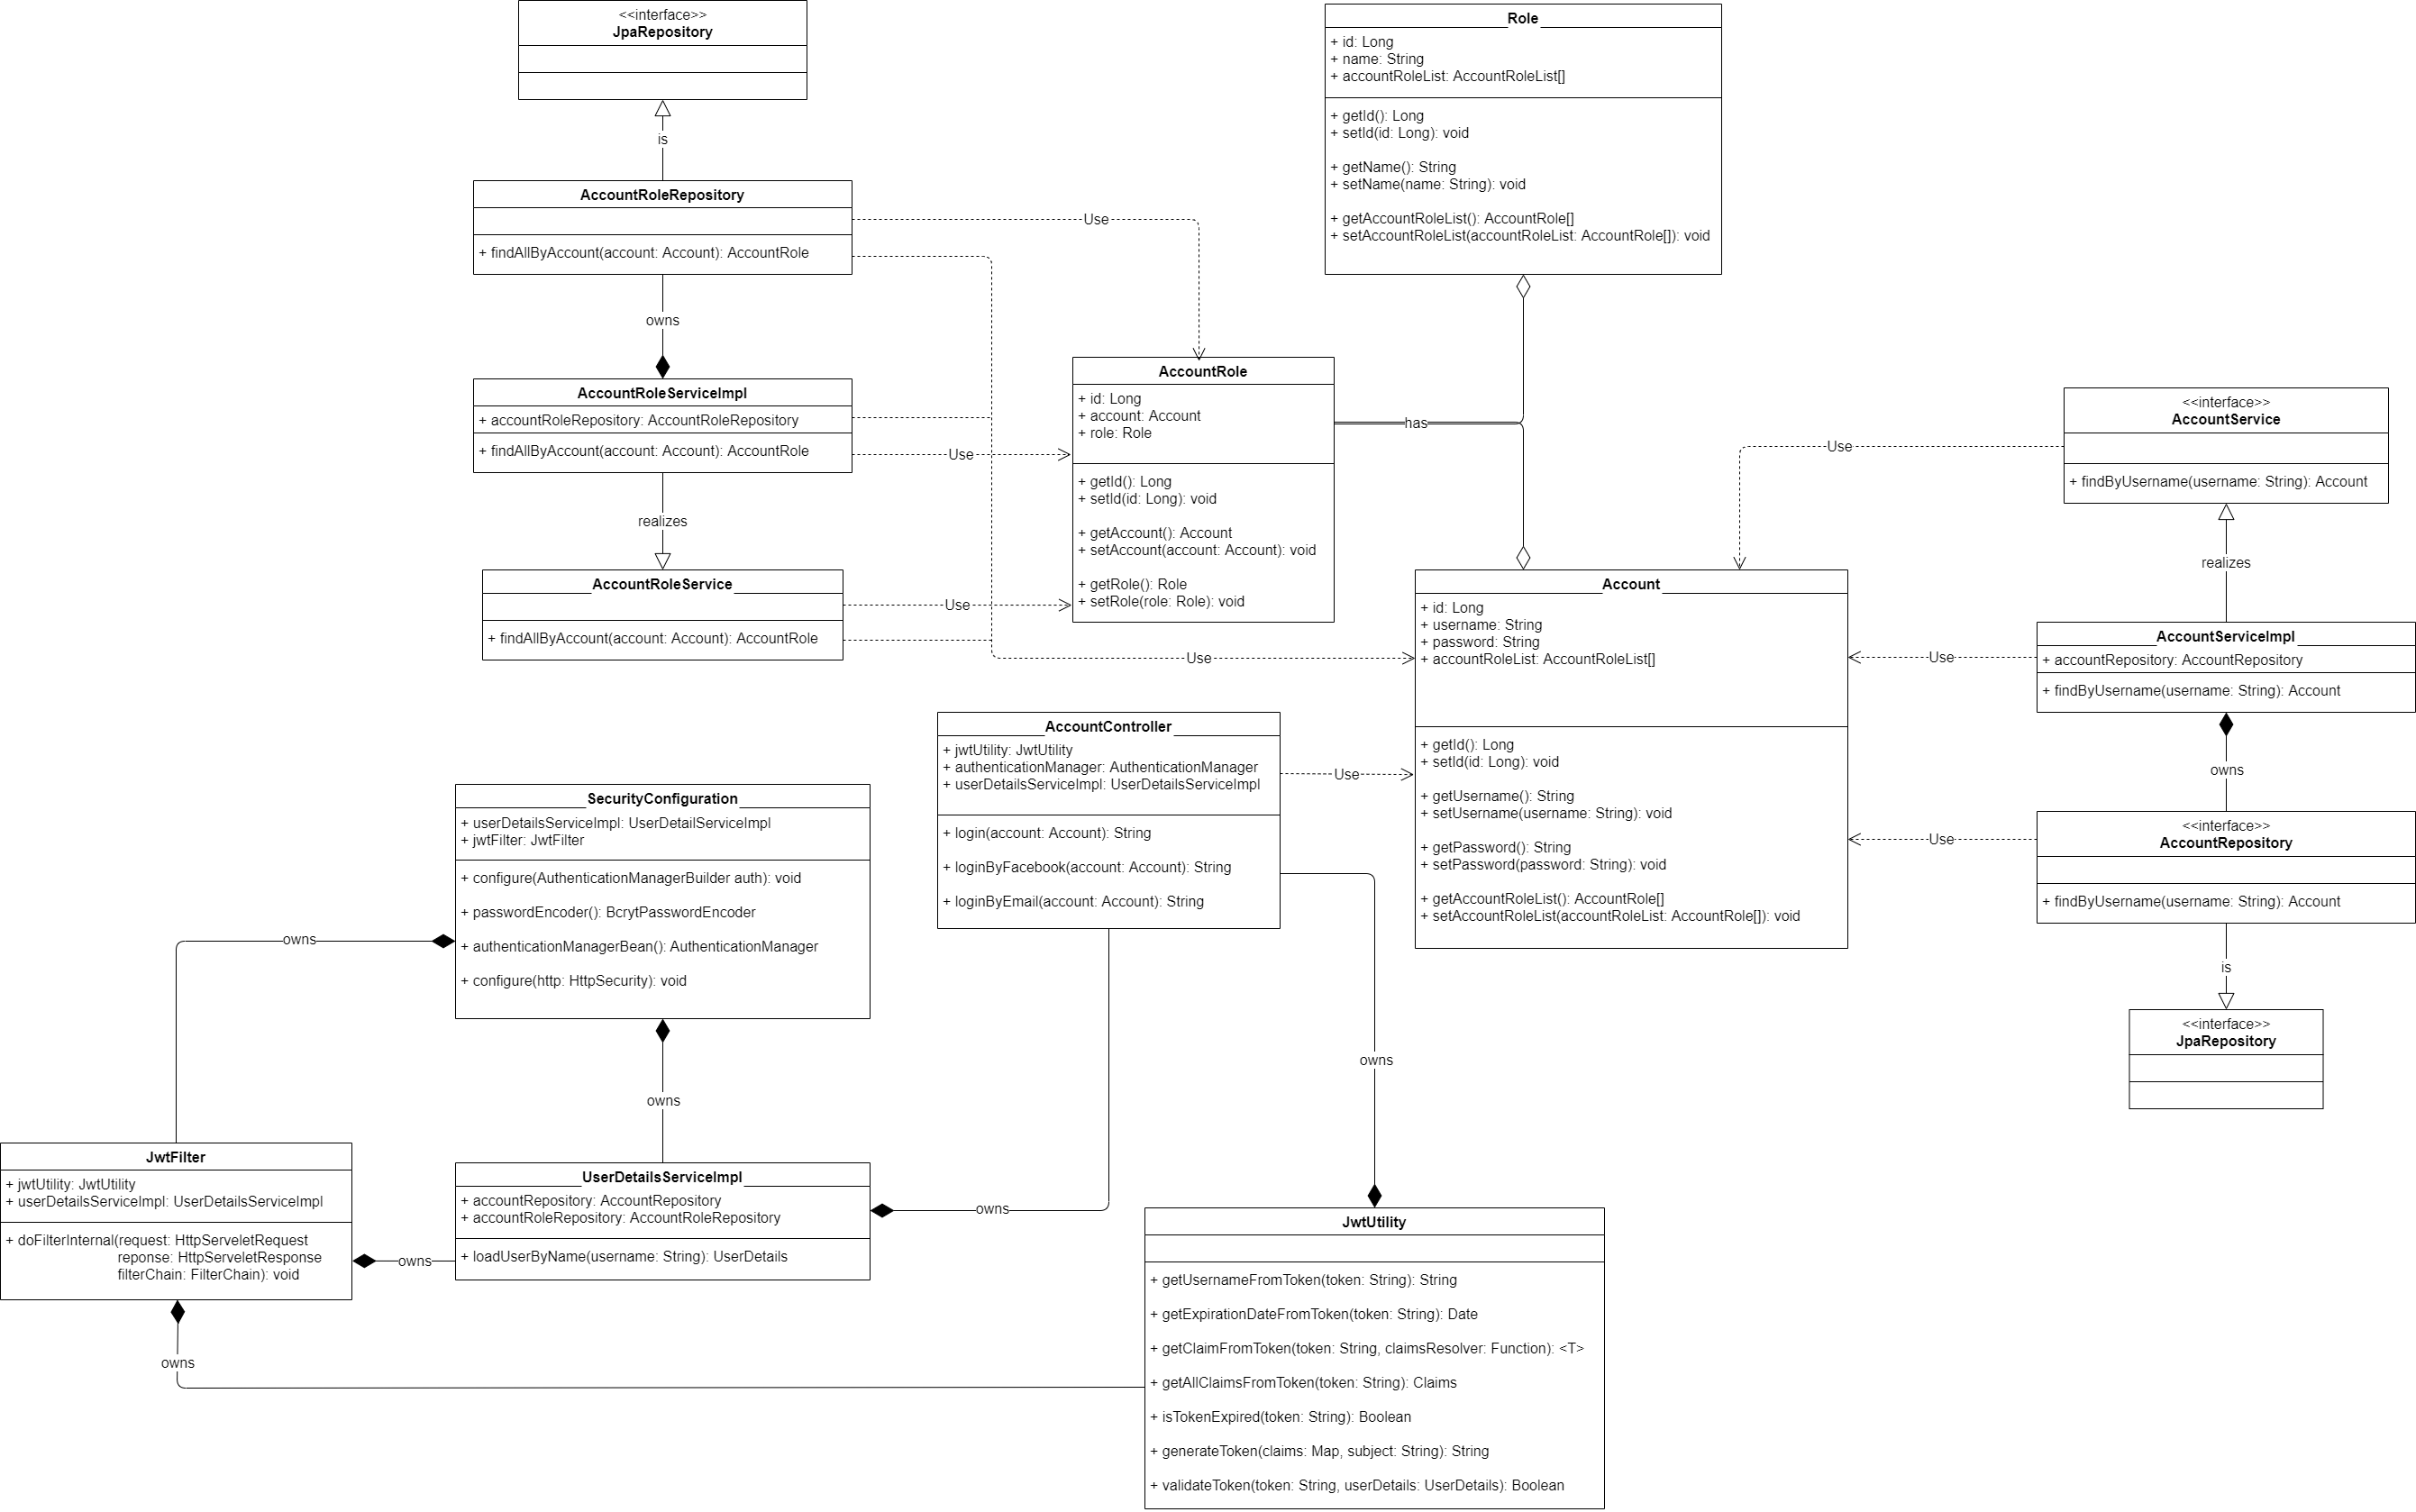 <<interface>>
JpaRepository
is
AccountRoleRepository
+ findAllByAccount(account: Account): AccountRole
Use
owns
AccountRoleServiceImpl
+ accountRoleRepository: AccountRoleRepository
+ findAllByAccount(account: Account): AccountRole
Use
realizes
AccountRoleService
+ findAllByAccount(account: Account): AccountRole
Use
Use
Role
+ id: Long
+ name: String
+ accountRoleList: AccountRoleList[]
+ getId(): Long
+ setId(id: Long): void
+ getName(): String
+ setName(name: String): void
+ getAccountRoleList(): AccountRole[]
+ setAccountRoleList(accountRoleList: AccountRole[]): void
AccountRole
+ id: Long
+ account: Account
+ role: Role
+ getId(): Long
+ setId(id: Long): void
+ getAccount(): Account
+ setAccount(account: Account): void
+ getRole(): Role
+ setRole(role: Role): void
has
<<interface>>
AccountService
+ findByUsername(username: String): Account
Use
realizes
Account
+ id: Long
+ username: String
+ password: String
+ accountRoleList: AccountRoleList[]
+ getId(): Long
+ setId(id: Long): void
+ getUsername(): String
+ setUsername(username: String): void
+ getPassword(): String
+ setPassword(password: String): void
+ getAccountRoleList(): AccountRole[]
+ setAccountRoleList(accountRoleList: AccountRole[]): void
AccountServiceImpl
+ accountRepository: AccountRepository
+ findByUsername(username: String): Account
Use
owns
<<interface>>
AccountRepository
+ findByUsername(username: String): Account
Use
is
<<interface>>
JpaRepository
AccountController
+ jwtUtility: JwtUtility
+ authenticationManager: AuthenticationManager
+ userDetailsServiceImpl: UserDetailsServiceImpl
+ login(account: Account): String
+ loginByFacebook(account: Account): String
+ loginByEmail(account: Account): String
Use
SecurityConfiguration
+ userDetailsServiceImpl: UserDetailServiceImpl
+ jwtFilter: JwtFilter
+ configure(AuthenticationManagerBuilder auth): void
+ passwordEncoder(): BcrytPasswordEncoder
+ authenticationManagerBean(): AuthenticationManager
+ configure(http: HttpSecurity): void
owns
owns
owns
JwtFilter
+ jwtUtility: JwtUtility
+ userDetailsServiceImpl: UserDetailsServiceImpl
+ doFilterInternal(request: HttpServeletRequest
reponse: HttpServeletResponse
filterChain: FilterChain): void
owns
UserDetailsServiceImpl
+ accountRepository: AccountRepository
+ accountRoleRepository: AccountRoleRepository
+ loadUserByName(username: String): UserDetails
owns
owns
JwtUtility
+ getUsernameFromToken(token: String): String
+ getExpirationDateFromToken(token: String): Date
+ getClaimFromToken(token: String, claimsResolver: Function): <T>
+ getAllClaimsFromToken(token: String): Claims
+ isTokenExpired(token: String): Boolean
+ generateToken(claims: Map, subject: String): String
+ validateToken(token: String, userDetails: UserDetails): Boolean